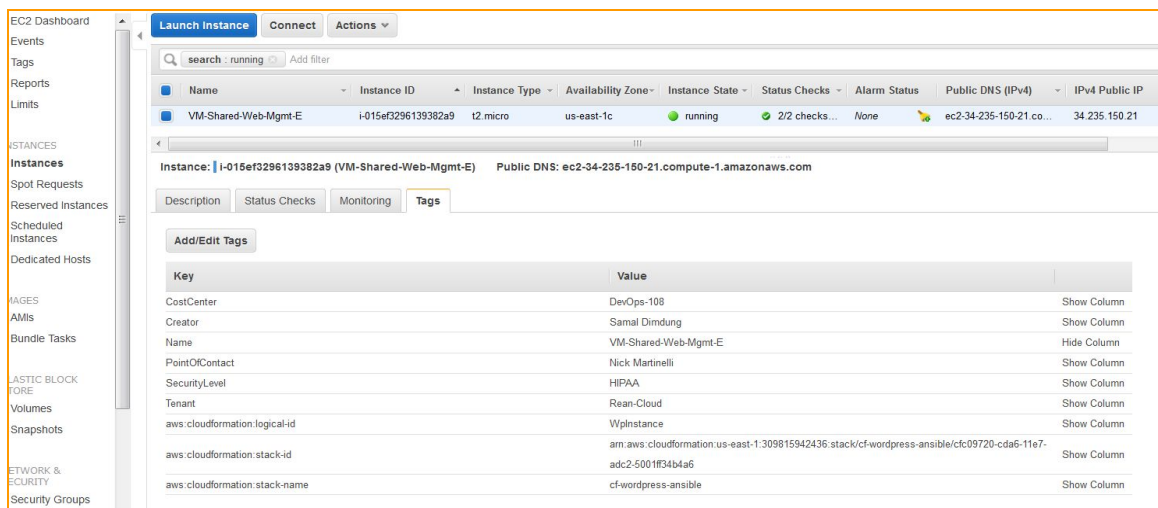 EC2 Dashboard
Events
Tags
Reports
Limits
NSTANCES
Instances
Spot Requests
Reserved Instances
Scheduled
Instances
Dedicated Hosts
MAGES
AMIs
Bundle Tasks
LASTIC BLOCK
TORE
Volumes
Snapshots
ETWORK &
ECURITY
Security Groups
Launch Instance Connect Actions
search : running Add filter
Name Instance ID Instance Type Availability Zone Instance State Status Checks Alarm Status Public DNS (IPv4) IPv4 Public IP
VM-Shared-Web-Mgmt-E i-015ef3296139382a9 t2.micro us-east-1c running 2/2 checks... None ec2-34-235-150-21.co... 34.235.150.21
Instance: i-015ef3296139382a9 (VM-Shared-Web-Mgmt-E) Public DNS: ec2-34-235-150-21.compute-1.amazonaws.com
Description Status Checks Monitoring Tags
Add/Edit Tags
Key Value
CostCenter DevOps-108 Show Column
Creator Samal Dimdung Show Column
Name VM-Shared-Web-Mgmt-E Hide Column
PointOfContact Nick Martinelli Show Column
SecurityLevel HIPAA Show Column
Tenant Rean-Cloud Show Column
aws:cloudformation:logical-id WpInstance Show Column
aws:cloudformation:stack-id arn:aws:cloudformation:us-east-1:309815942436:stack/cf-wordpress-ansible/cfc09720-cda6-11e7-
adc2-5001ff34b4a6 Show Column
aws:cloudformation:stack-name cf-wordpress-ansible Show Column